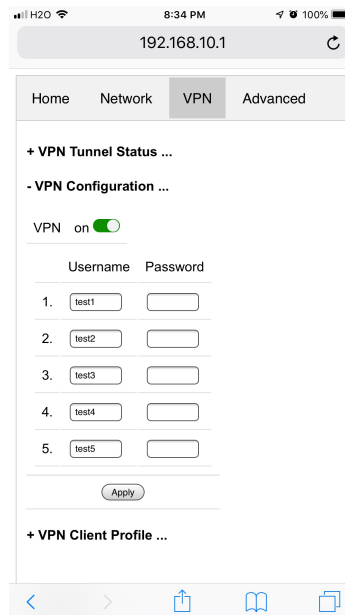 H2O 8:34 PM 100%
192.168.10.1
Home Network VPN Advanced
+ VPN Tunnel Status ...
- VPN Configuration ...
VPN on
Username Password
1. test1
2. test2
3. test3
4. test4
5. test5
Apply
+ VPN Client Profile ...